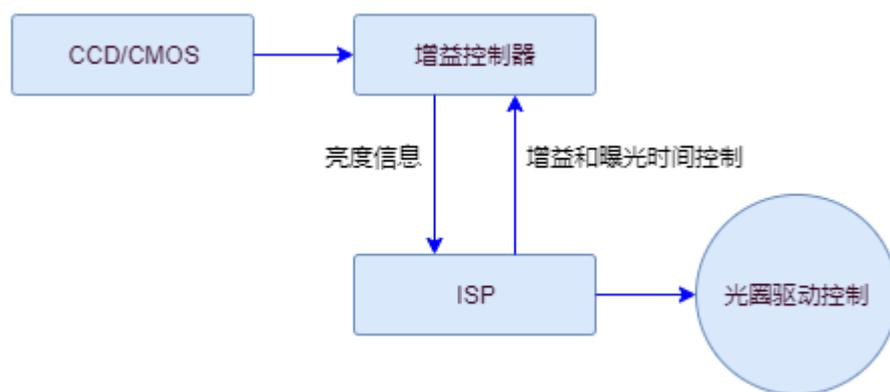 CCD/CMOS
增益控制器
亮度信息
增益和曝光时间控制
ISP
光圈驱动控制